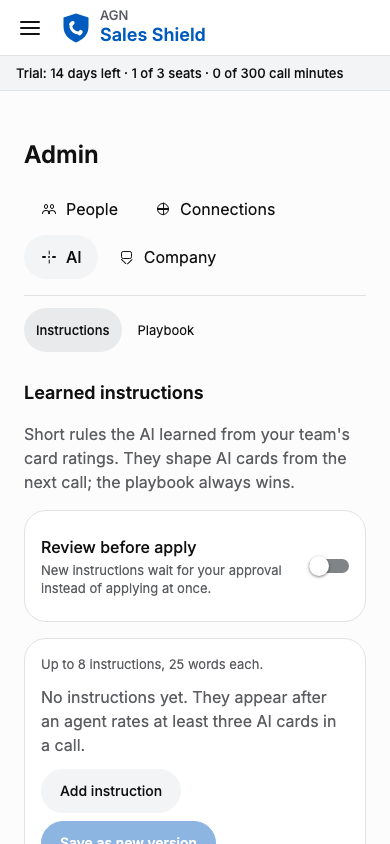 AGN
Sales Shield
Trial: 14 days left · 1 of 3 seats · 0 of 300 call minutes
Admin
People
Connections
AI
Company
Instructions
Playbook
Learned instructions
Short rules the AI learned from your team's
card ratings. They shape AI cards from the
next call; the playbook always wins.
Review before apply
New instructions wait for your approval
instead of applying at once.
Up to 8 instructions, 25 words each.
No instructions yet. They appear after
an agent rates at least three AI cards in
a call.
Add instruction
Save as new version